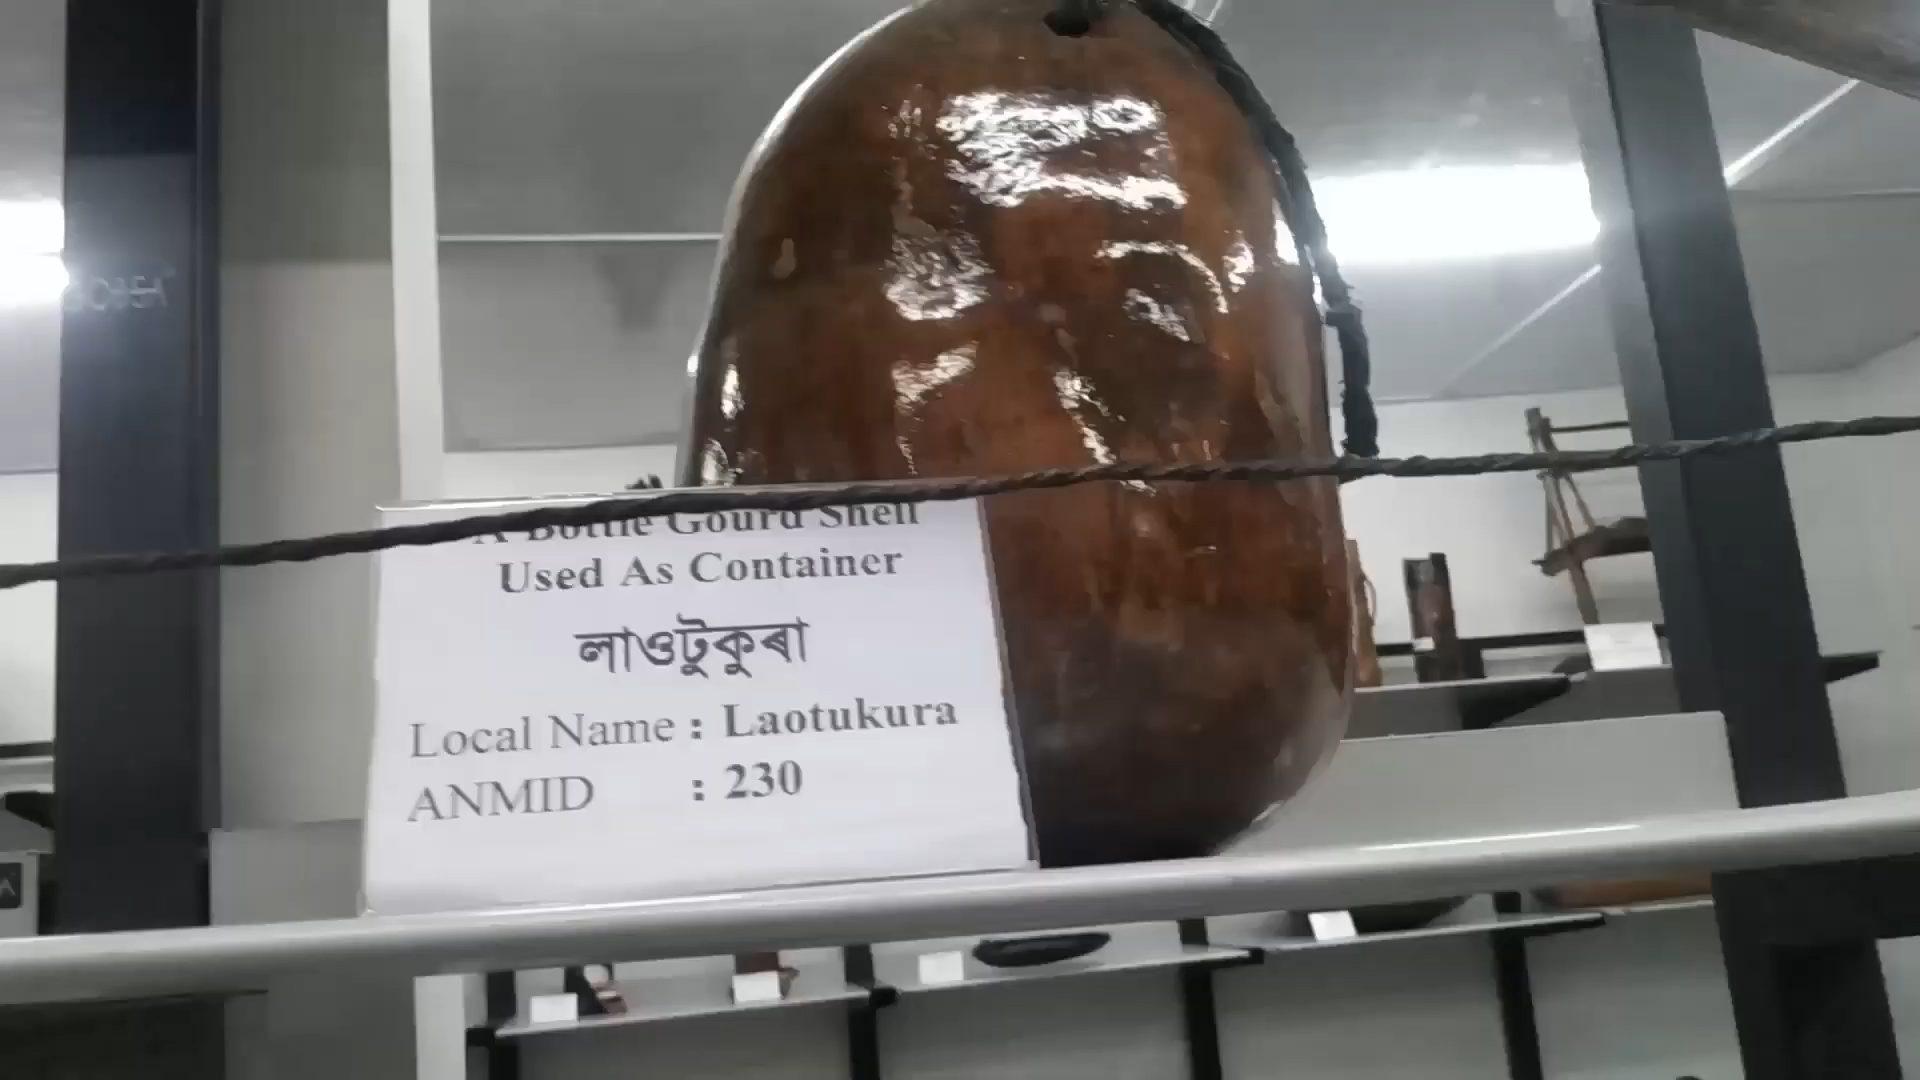 A Bottle Gourd Shell
Used As Container
লাওটুকুৰা
Local Name : Laotukura
ANMID : 230